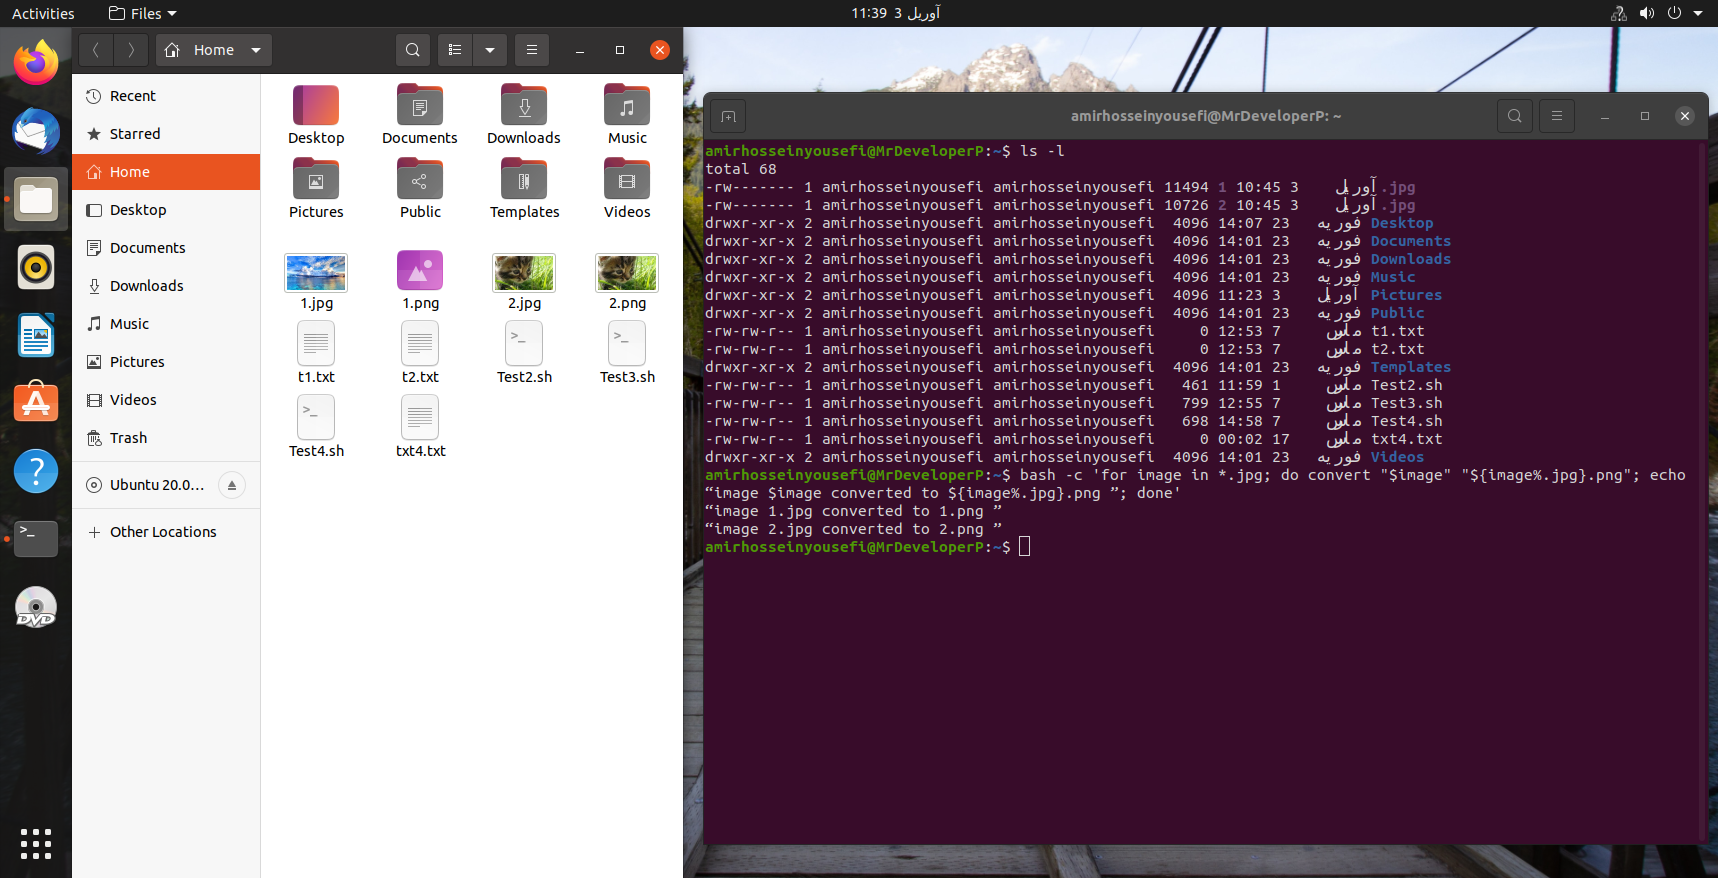 Activities
Files
11:39 3 آوریل
Home
Recent
Starred
Home
Desktop
Documents
Downloads
Music
Pictures
Videos
Trash
Ubuntu 20.0...
Other Locations
Desktop
Documents
Downloads
Music
Pictures
Public
Templates
Videos
1.jpg
1.png
2.jpg
2.png
t1.txt
t2.txt
Test2.sh
Test3.sh
Test4.sh
txt4.txt
DVD
amirhosseinyousefi@MrDeveloperP: ~
amirhosseinyousefi@MrDeveloperP:~$ ls -l
total 68
-rw------- 1 amirhosseinyousefi amirhosseinyousefi 11494 1 10:45 3 آوریل .jpg
-rw------- 1 amirhosseinyousefi amirhosseinyousefi 10726 2 10:45 3 آوریل .jpg
drwxr-xr-x 2 amirhosseinyousefi amirhosseinyousefi 4096 14:07 23 فوریه Desktop
drwxr-xr-x 2 amirhosseinyousefi amirhosseinyousefi 4096 14:01 23 فوریه Documents
drwxr-xr-x 2 amirhosseinyousefi amirhosseinyousefi 4096 14:01 23 فوریه Downloads
drwxr-xr-x 2 amirhosseinyousefi amirhosseinyousefi 4096 14:01 23 فوریه Music
drwxr-xr-x 2 amirhosseinyousefi amirhosseinyousefi 4096 11:23 3 آوریل Pictures
drwxr-xr-x 2 amirhosseinyousefi amirhosseinyousefi 4096 14:01 23 فوریه Public
-rw-rw-r-- 1 amirhosseinyousefi amirhosseinyousefi 0 12:53 7 مارس t1.txt
-rw-rw-r-- 1 amirhosseinyousefi amirhosseinyousefi 0 12:53 7 مارس t2.txt
drwxr-xr-x 2 amirhosseinyousefi amirhosseinyousefi 4096 14:01 23 فوریه Templates
-rw-rw-r-- 1 amirhosseinyousefi amirhosseinyousefi 461 11:59 1 مارس Test2.sh
-rw-rw-r-- 1 amirhosseinyousefi amirhosseinyousefi 799 12:55 7 مارس Test3.sh
-rw-rw-r-- 1 amirhosseinyousefi amirhosseinyousefi 698 14:58 7 مارس Test4.sh
-rw-rw-r-- 1 amirhosseinyousefi amirhosseinyousefi 0 00:02 17 مارس txt4.txt
drwxr-xr-x 2 amirhosseinyousefi amirhosseinyousefi 4096 14:01 23 فوریه Videos
amirhosseinyousefi@MrDeveloperP:~$ bash -c 'for image in *.jpg; do convert "$image" "${image%.jpg}.png"; echo
“image $image converted to ${image%.jpg}.png ”; done'
“image 1.jpg converted to 1.png ”
“image 2.jpg converted to 2.png ”
amirhosseinyousefi@MrDeveloperP:~$